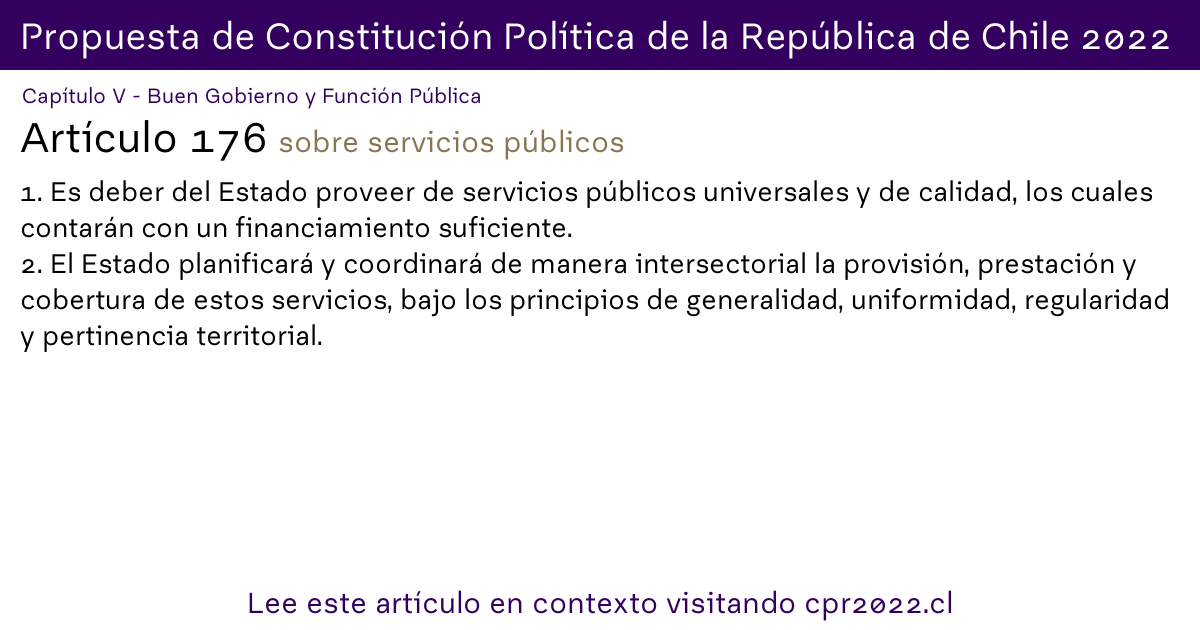 Propuesta de Constitución Política de la República de Chile 2022
Capítulo V - Buen Gobierno y Función Pública
Artículo 176 sobre servicios públicos
1. Es deber del Estado proveer de servicios públicos universales y de calidad, los cuales
contarán con un financiamiento suficiente.
2. El Estado planificará y coordinará de manera intersectorial la provisión, prestación y
cobertura de estos servicios, bajo los principios de generalidad, uniformidad, regularidad
y pertinencia territorial.
Lee este artículo en contexto visitando cpr2022.cl